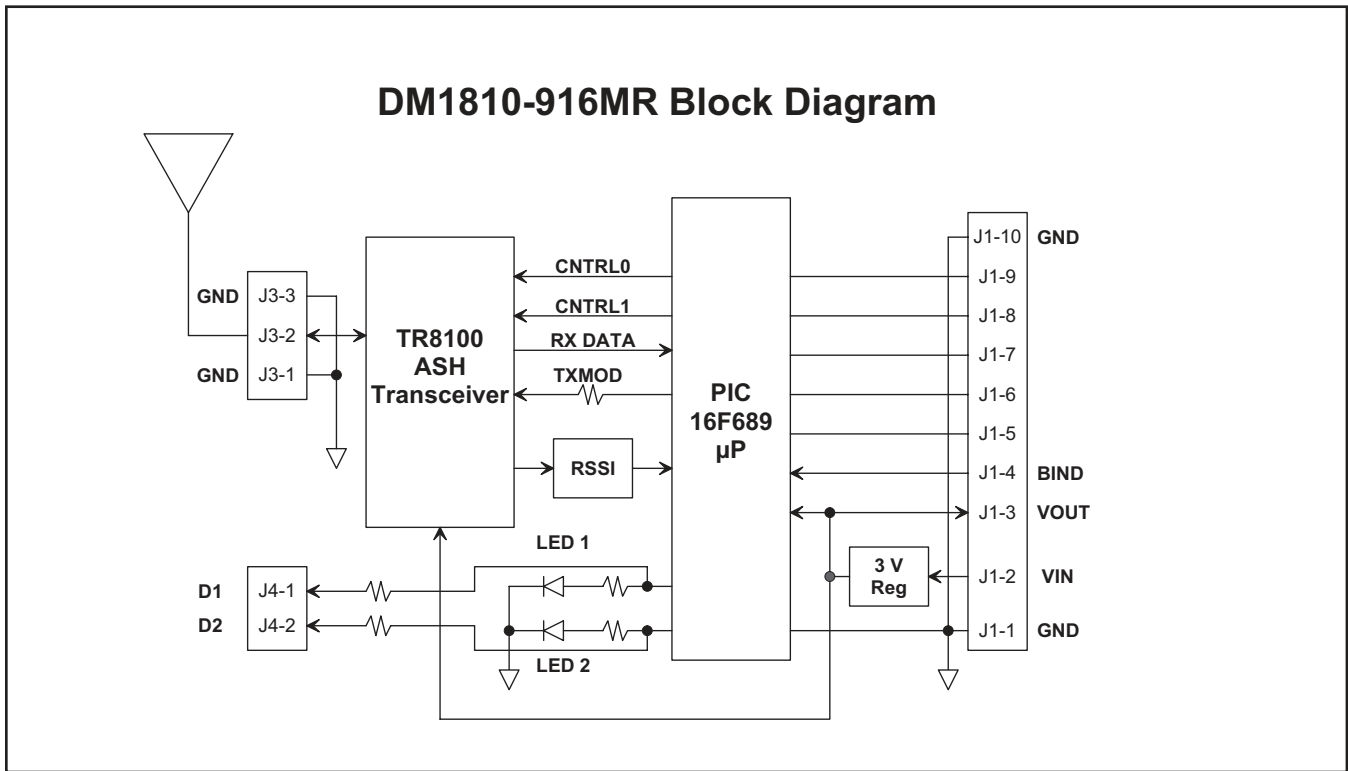 DM1810-916MR Block Diagram
GND
J3-3
J3-2
GND
J3-1
TR8100
ASH
Transceiver
CNTRL0
CNTRL1
RX DATA
TXMOD
RSSI
PIC
16F689
µP
J1-10 GND
J1-9
J1-8
J1-7
J1-6
J1-5
J1-4 BIND
J1-3 VOUT
3 V
Reg
J1-2 VIN
J1-1 GND
LED 1
D1 J4-1
D2 J4-2
LED 2